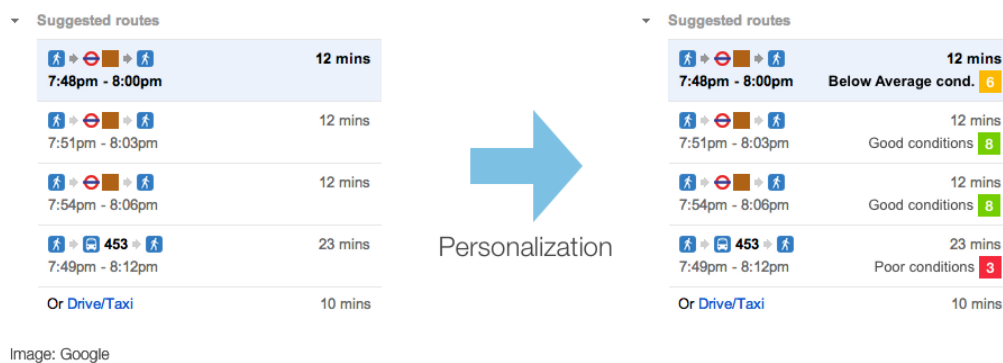 Suggested routes
12 mins
7:48pm - 8:00pm
12 mins
7:51pm - 8:03pm
12 mins
7:54pm - 8:06pm
453
23 mins
7:49pm - 8:12pm
Or Drive/Taxi 10 mins
Personalization
Suggested routes
12 mins
7:48pm - 8:00pm Below Average cond. 6
12 mins
7:51pm - 8:03pm Good conditions 8
12 mins
7:54pm - 8:06pm Good conditions 8
453 23 mins
7:49pm - 8:12pm Poor conditions 3
Or Drive/Taxi 10 mins
Image: Google